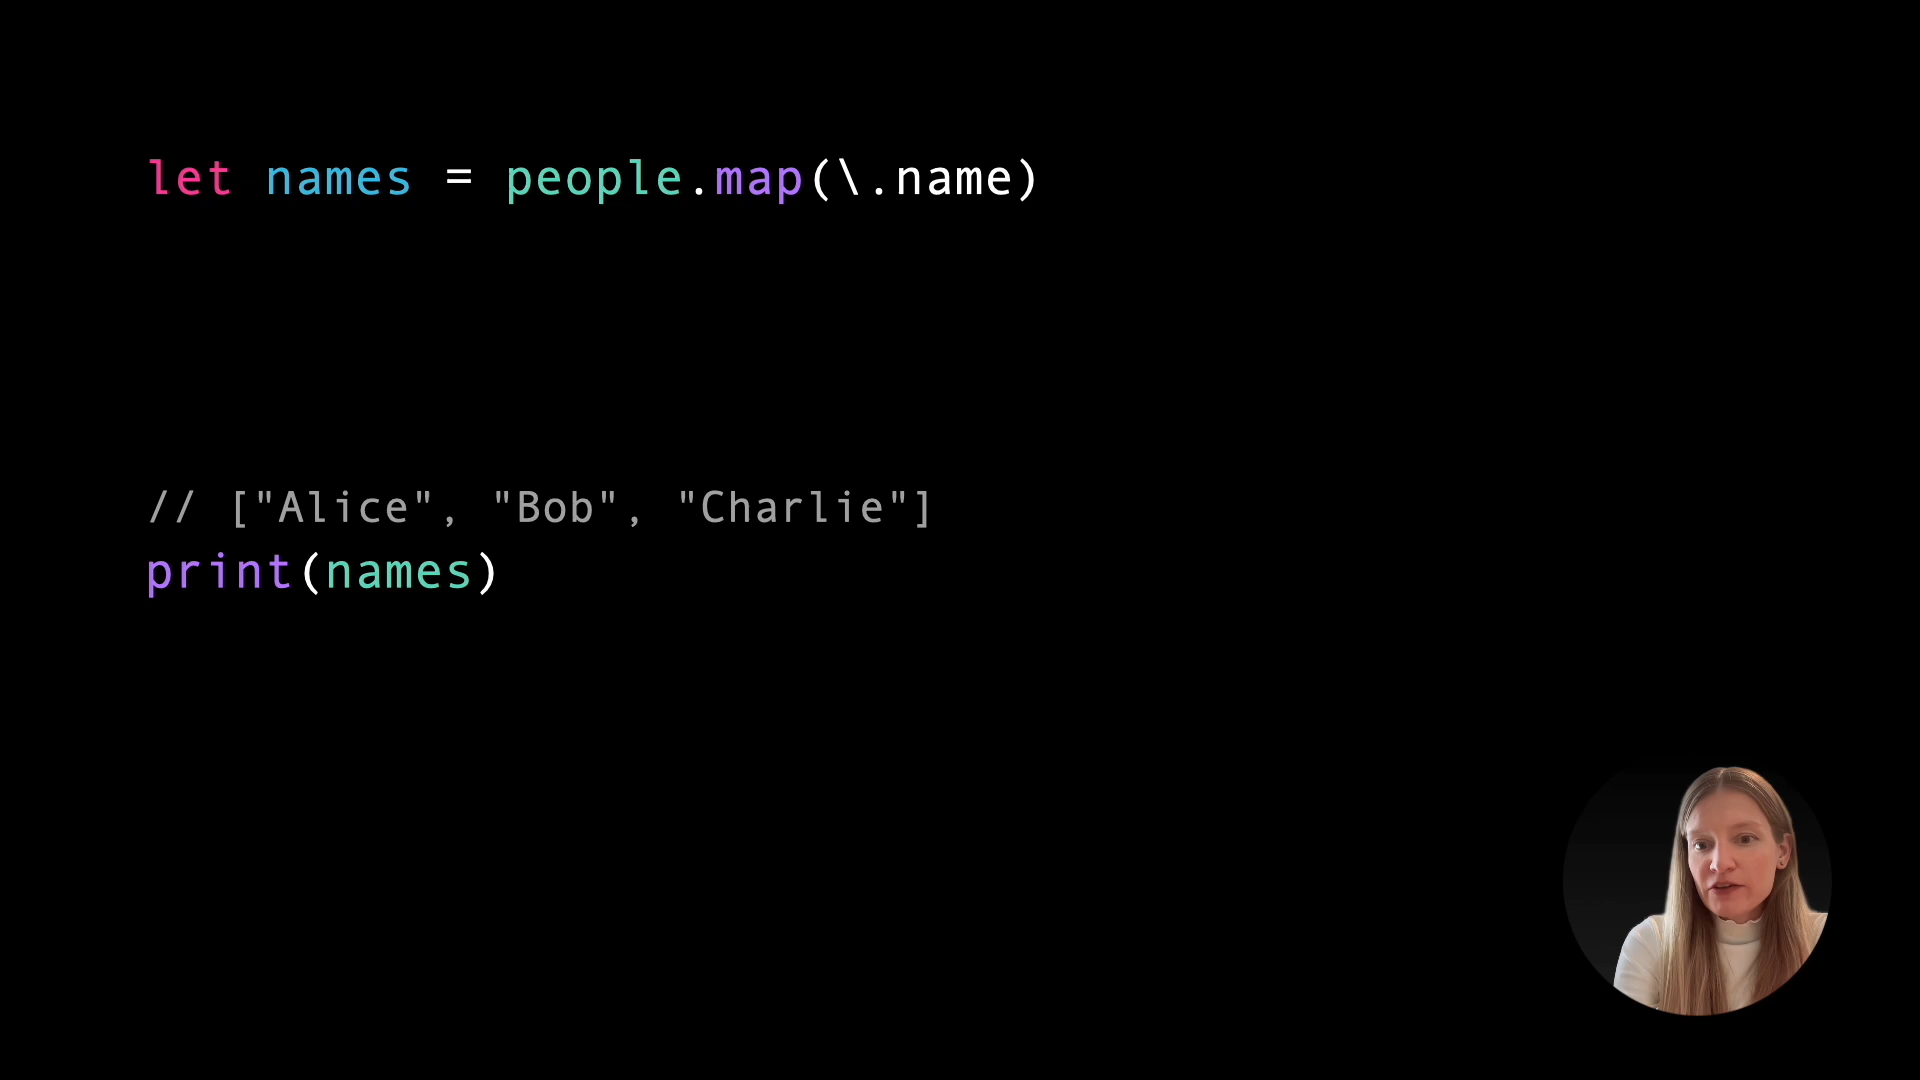 let names = people.map(\.name)
// ["Alice", "Bob", "Charlie"]
print(names)